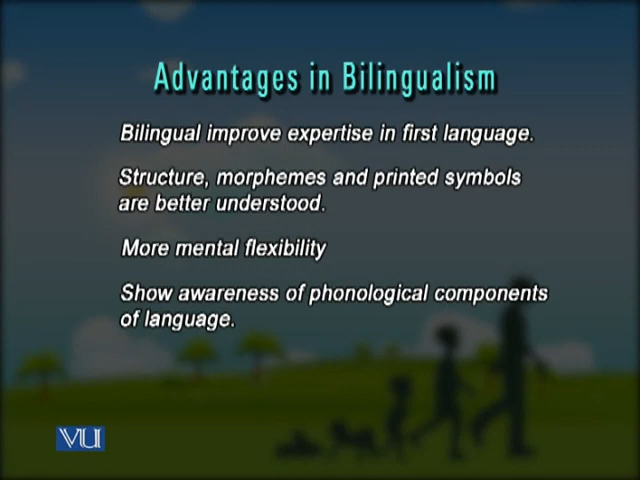 Advantages in Bilingualism
Bilingual improve expertise in first language.
Structure, morphemes and printed symbols
are better understood.
More mental flexibility
Show awareness of phonological components
of language.
VU